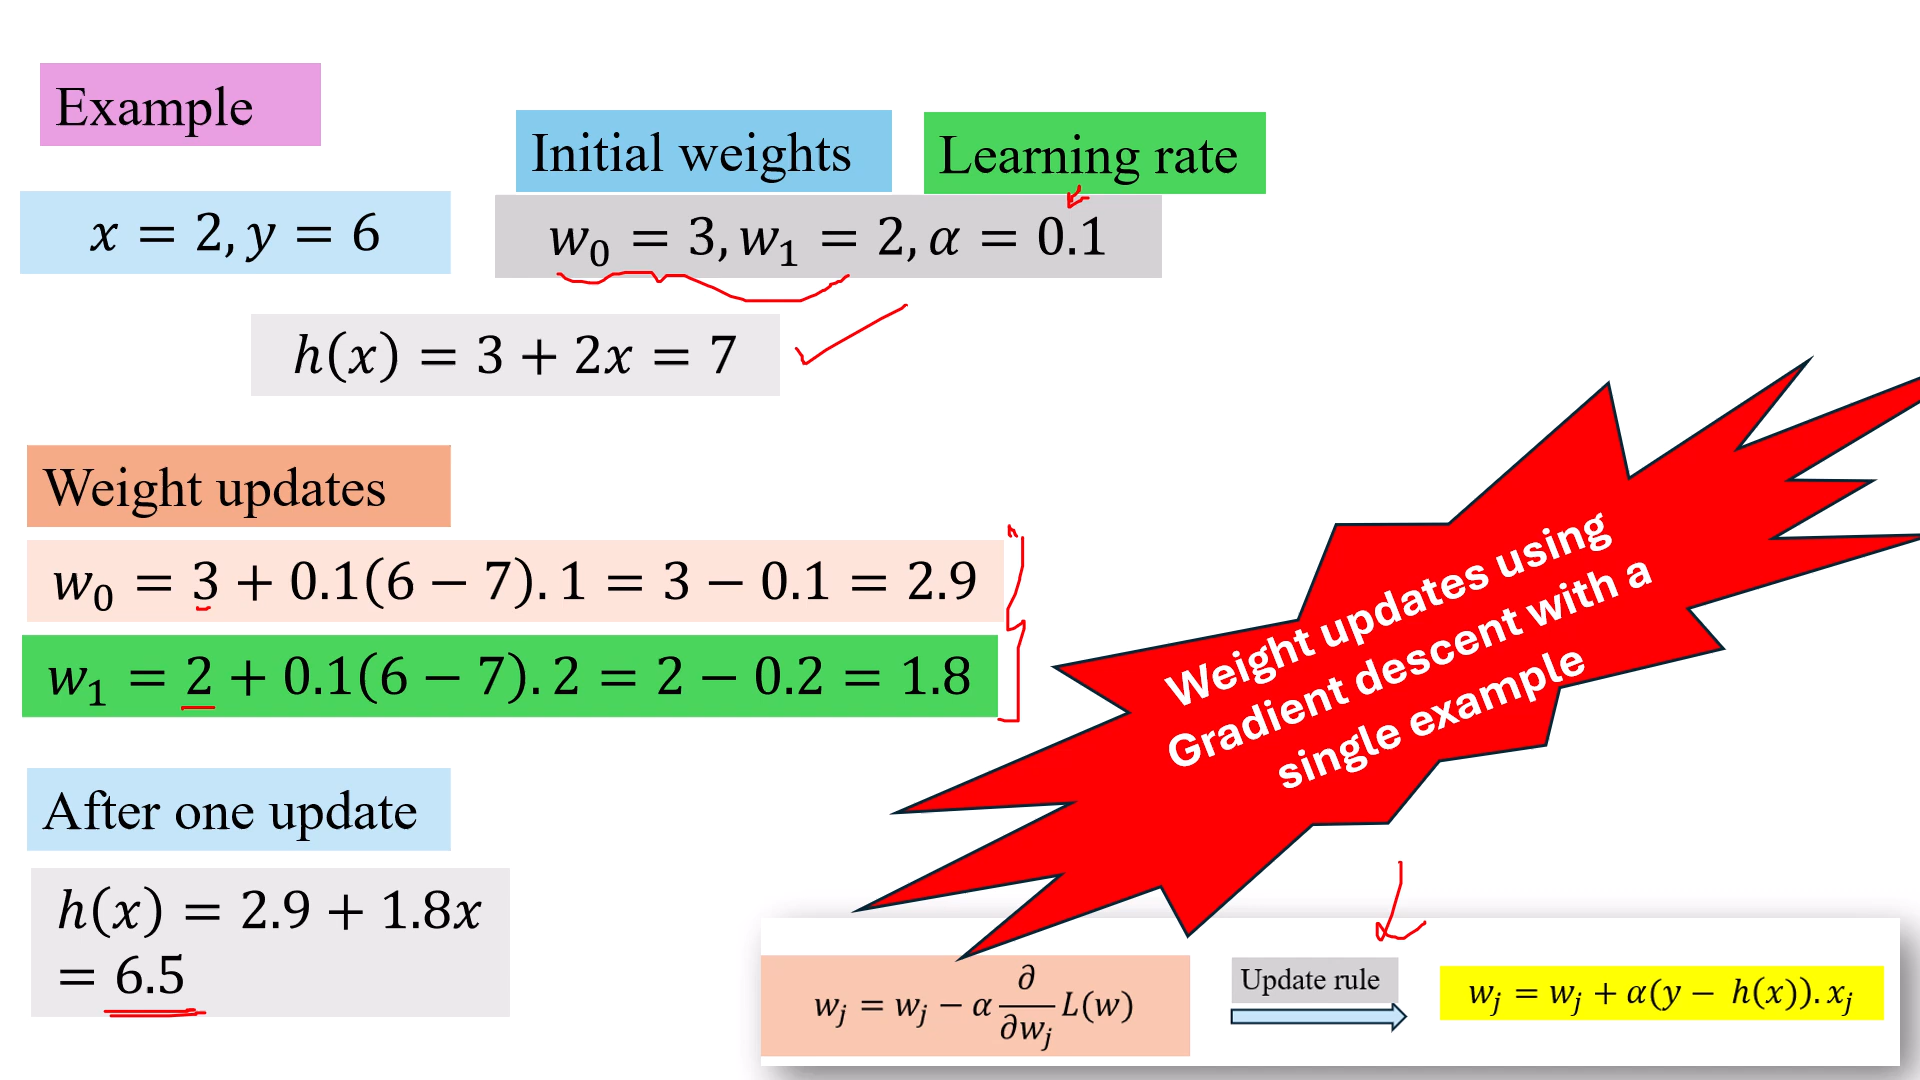 Example
Initial weights
Learning rate
x = 2, y = 6
w₀ = 3, w₁ = 2, α = 0.1
h(x) = 3 + 2x = 7
Weight updates
w₀ = 3 + 0.1(6 − 7). 1 = 3 − 0.1 = 2.9
w₁ = 2 + 0.1(6 − 7). 2 = 2 − 0.2 = 1.8
Weight updates using
Gradient descent with a
single example
After one update
h(x) = 2.9 + 1.8x
= 6.5
wⱼ = wⱼ − α ∂/∂wⱼ L(w)
Update rule
wⱼ = wⱼ + α(y − h(x)). xⱼ